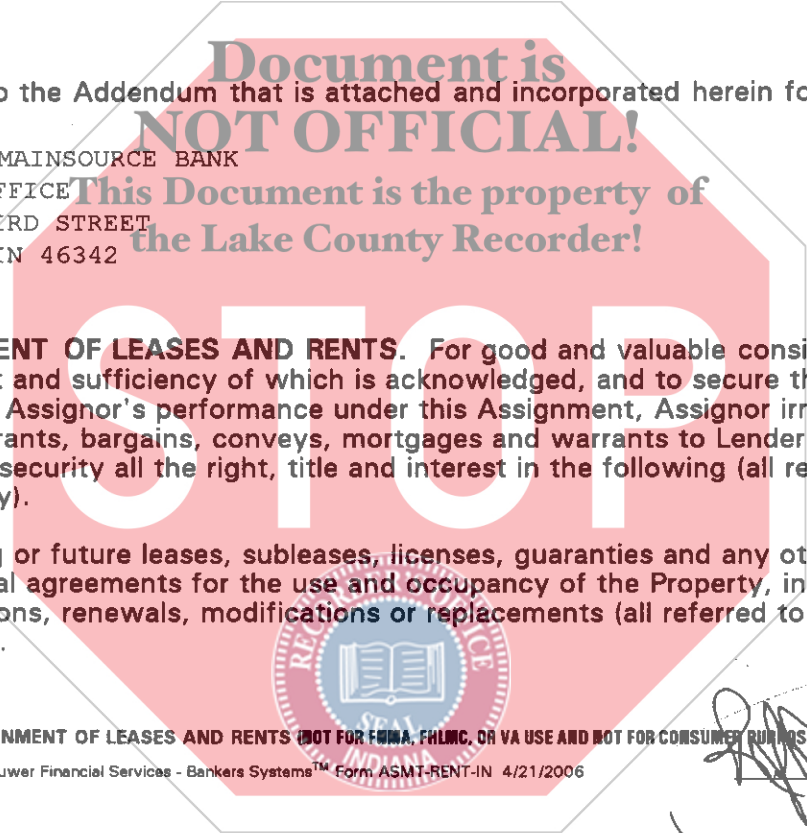 Document is
o the Addendum that is attached and incorporated herein fo
NOT OFFICIAL!
MAINSOURCE BANK
FFICE
This Document is the property of
IRD STREET
the Lake County Recorder!
IN 46342
STOP
ENT OF LEASES AND RENTS. For good and valuable consi
t and sufficiency of which is acknowledged, and to secure th
Assignor's performance under this Assignment, Assignor irr
rants, bargains, conveys, mortgages and warrants to Lender
security all the right, title and interest in the following (all re
y).
g or future leases, subleases, licenses, guaranties and any ot
al agreements for the use and occupancy of the Property, in
ons, renewals, modifications or replacements (all referred to
.
RECORDER'S OFFICE
SEAL
INDIANA
NMENT OF LEASES AND RENTS (NOT FOR FNMA, FHLMC, OR VA USE AND NOT FOR CONSUMER PURPOS
uwer Financial Services - Bankers Systems™ Form ASMT-RENT-IN 4/21/2006